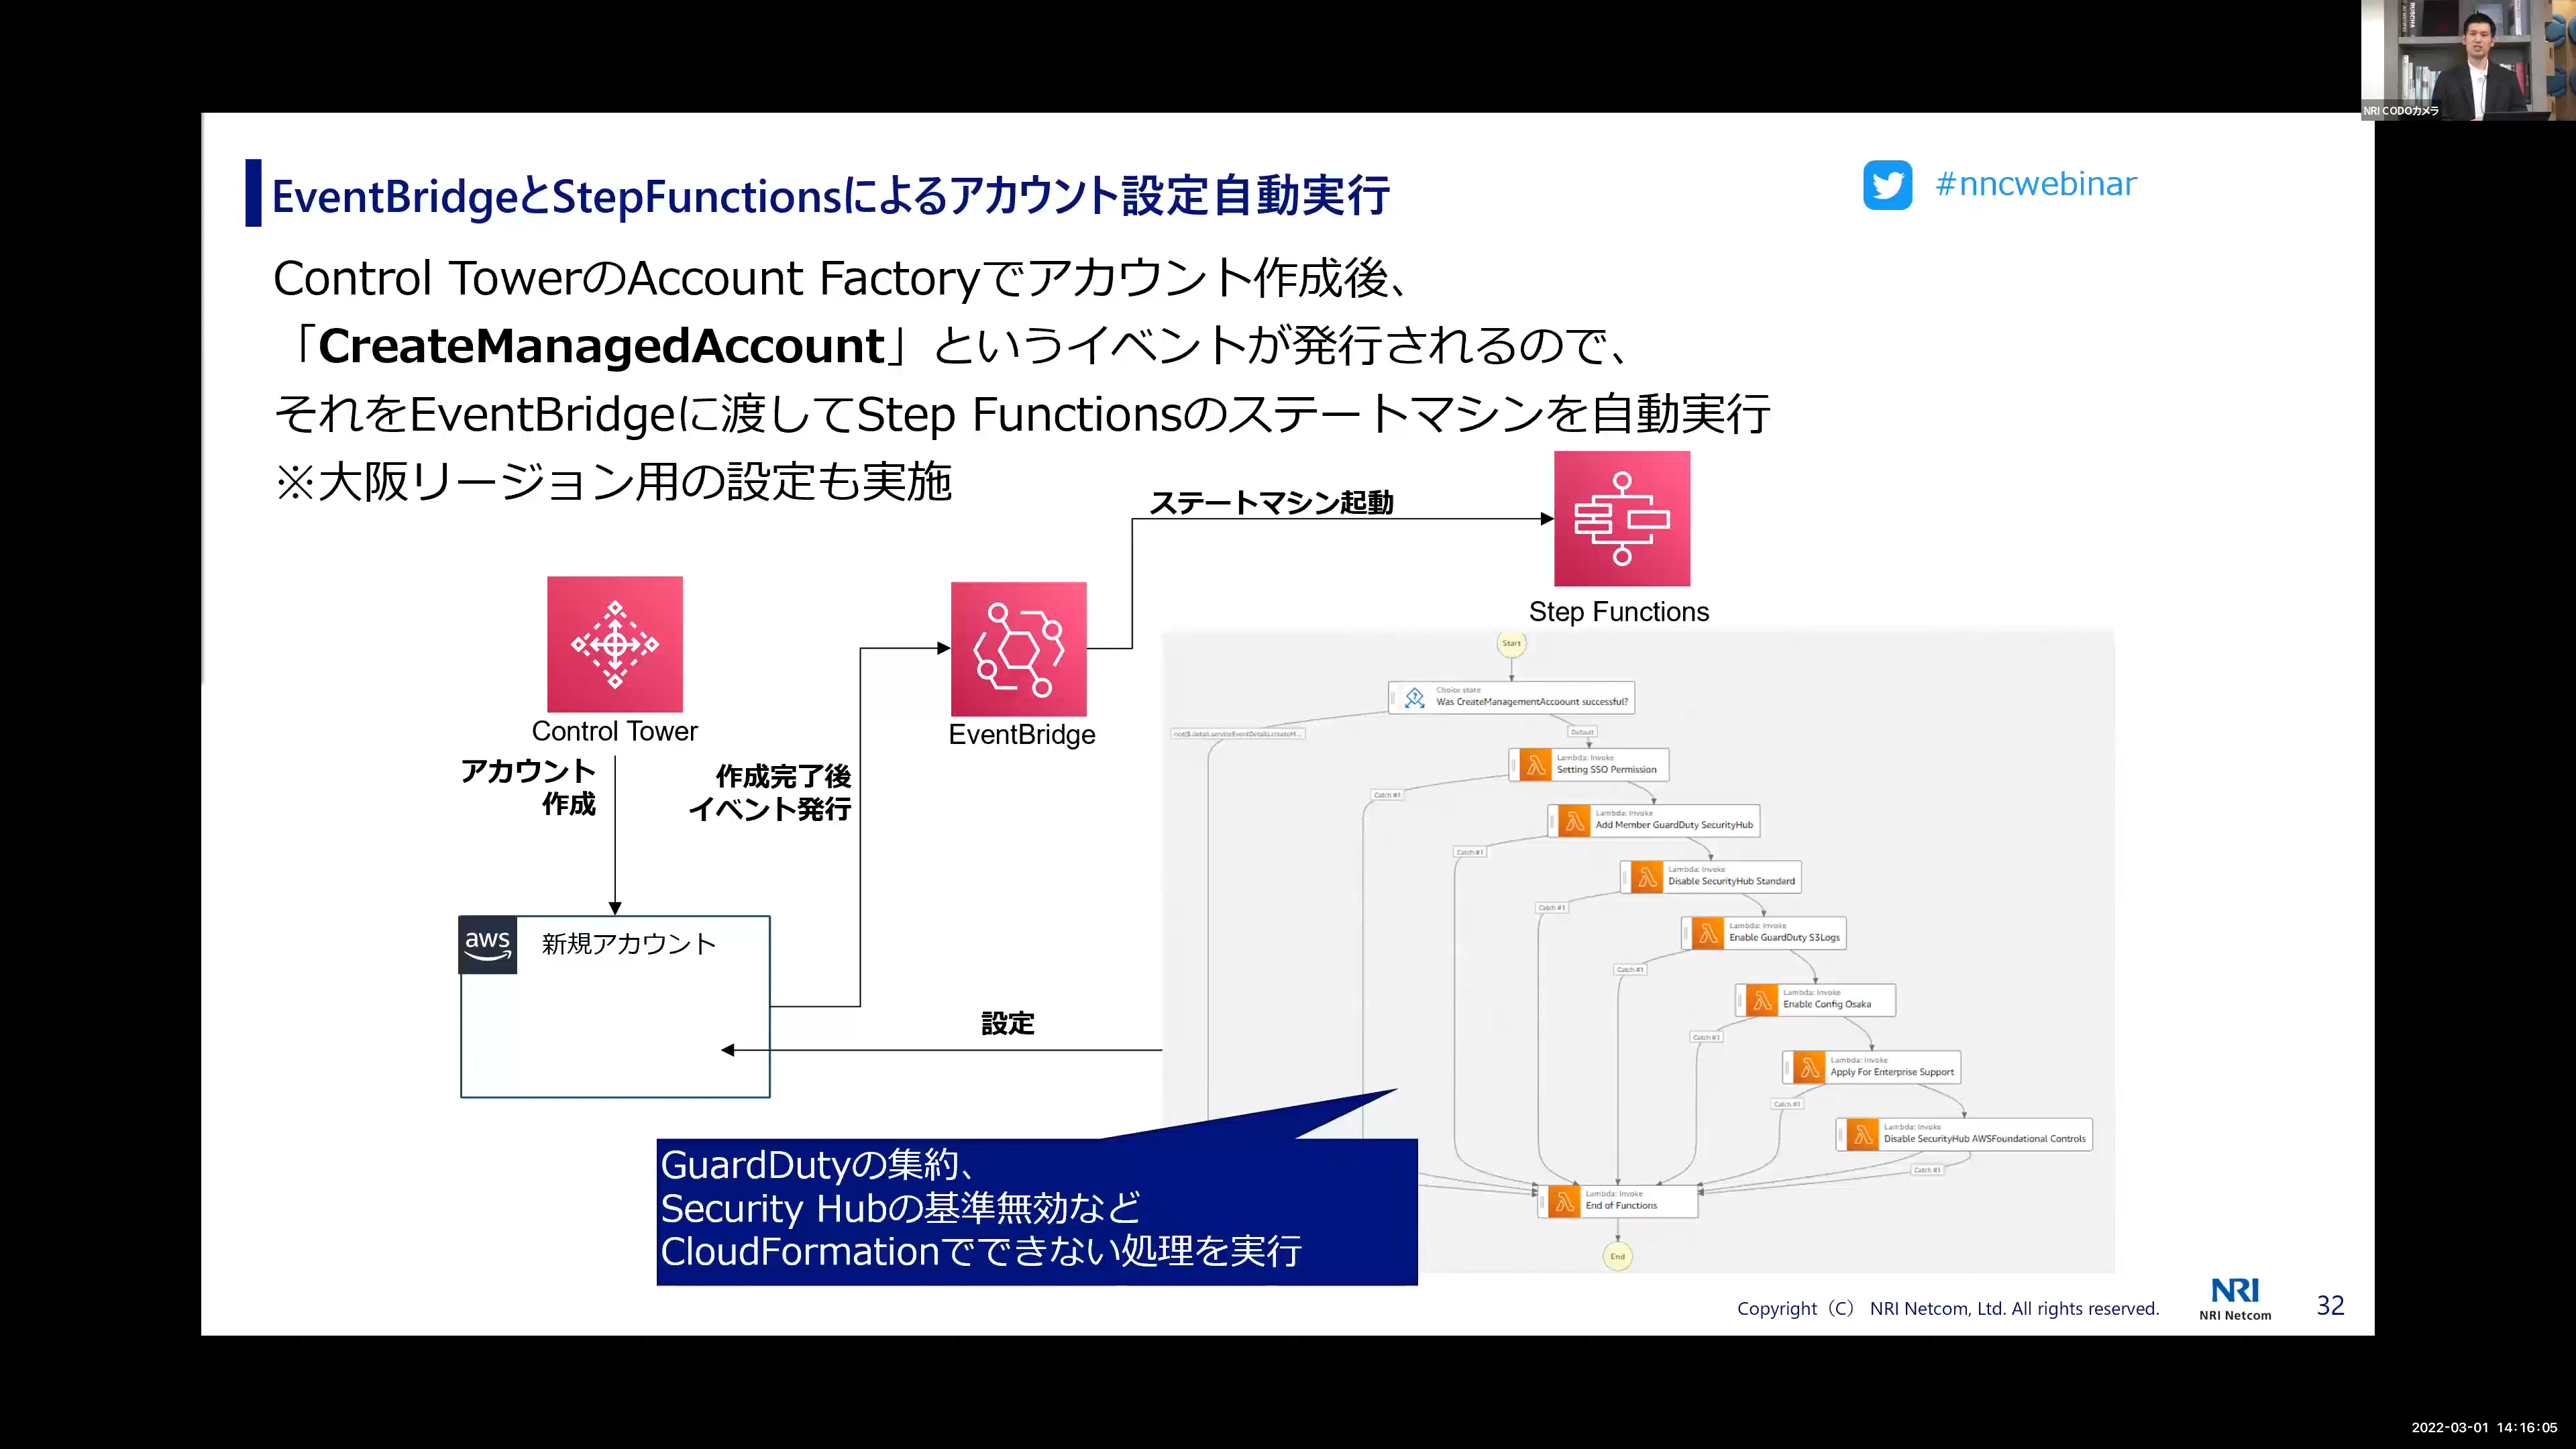 NRI CODOカメラ
EventBridgeとStepFunctionsによるアカウント設定自動実行
#nncwebinar
Control TowerのAccount Factoryでアカウント作成後、
「CreateManagedAccount」というイベントが発行されるので、
それをEventBridgeに渡してStep Functionsのステートマシンを自動実行
※大阪リージョン用の設定も実施
ステートマシン起動
Step Functions
Control Tower
EventBridge
アカウント
作成
作成完了後
イベント発行
aws
新規アカウント
設定
Start
Choice state
Was CreateManagementAccoount successful?
Default
Lambda: Invoke
Setting SSO Permission
Catch #1
Lambda: Invoke
Add Member GuardDuty SecurityHub
Catch #1
Lambda: Invoke
Disable SecurityHub Standard
Catch #1
Lambda: Invoke
Enable GuardDuty S3Logs
Catch #1
Lambda: Invoke
Enable Config Osaka
Catch #1
Lambda: Invoke
Apply For Enterprise Support
Catch #1
Lambda: Invoke
Disable SecurityHub AWSFoundational Controls
Catch #1
Lambda: Invoke
End of Functions
End
GuardDutyの集約、
Security Hubの基準無効など
CloudFormationでできない処理を実行
Copyright（C） NRI Netcom, Ltd. All rights reserved.
NRI
NRI Netcom
32
2022-03-01 14:16:05